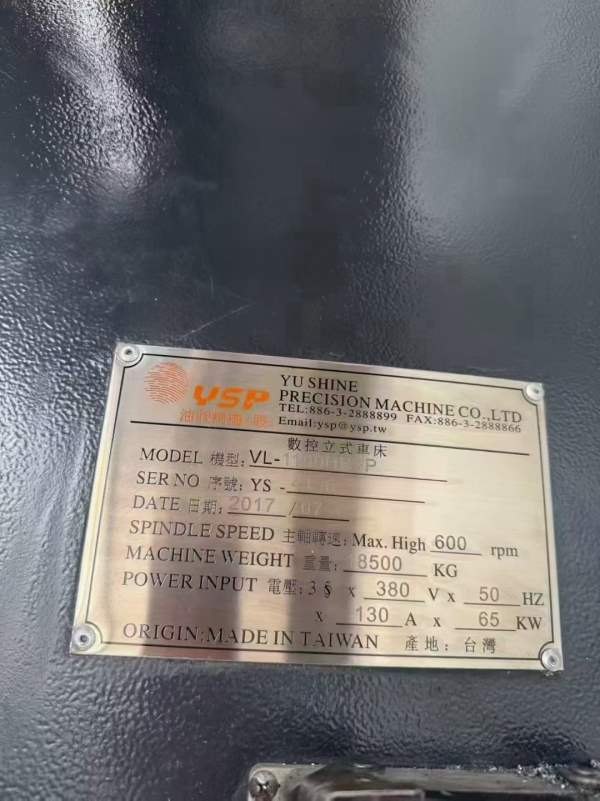 YSP
YU SHINE
PRECISION MACHINE CO.,LTD
TEL:886-3-2888899 FAX:886-3-2888866
Email:ysp@ysp.tw
數控立式車床
MODEL 機型: VL-
SER NO 序號: YS -
DATE 日期: 2017 /07
SPINDLE SPEED 主軸轉速: Max. High 600 rpm
MACHINE WEIGHT 重量: 8500 KG
POWER INPUT 電壓: 3 x 380 V x 50 HZ
x 130 A x 65 KW
ORIGIN:MADE IN TAIWAN 產地: 台灣